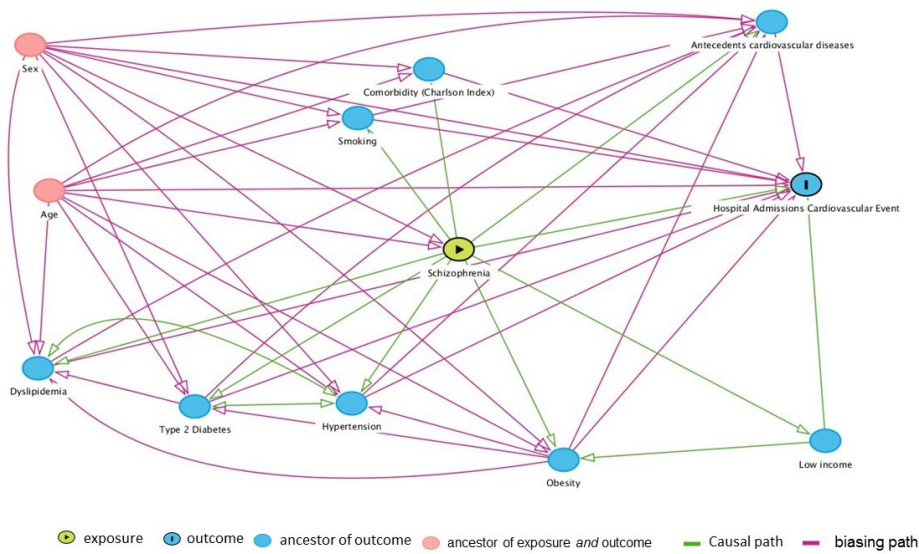 Antecedents cardiovascular diseases
Sex
Comorbidity (Charlson Index)
Smoking
Age
Hospital Admissions Cardiovascular Event
Schizophrenia
Dyslipidemia
Type 2 Diabetes
Hypertension
Low income
Obesity
exposure
outcome
ancestor of outcome
ancestor of exposure and outcome
Causal path
biasing path